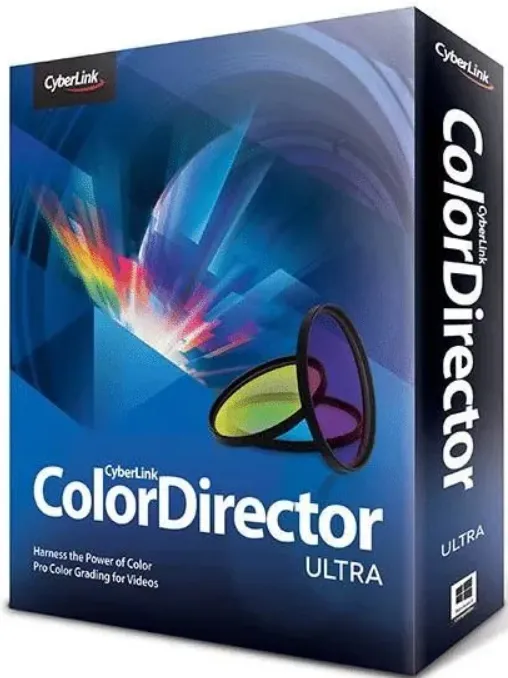 CyberLink
CyberLink
ColorDirector
ULTRA
Harness the Power of Color
Pro Color Grading for Videos
CyberLink
CyberLink
ColorDirector
ULTRA